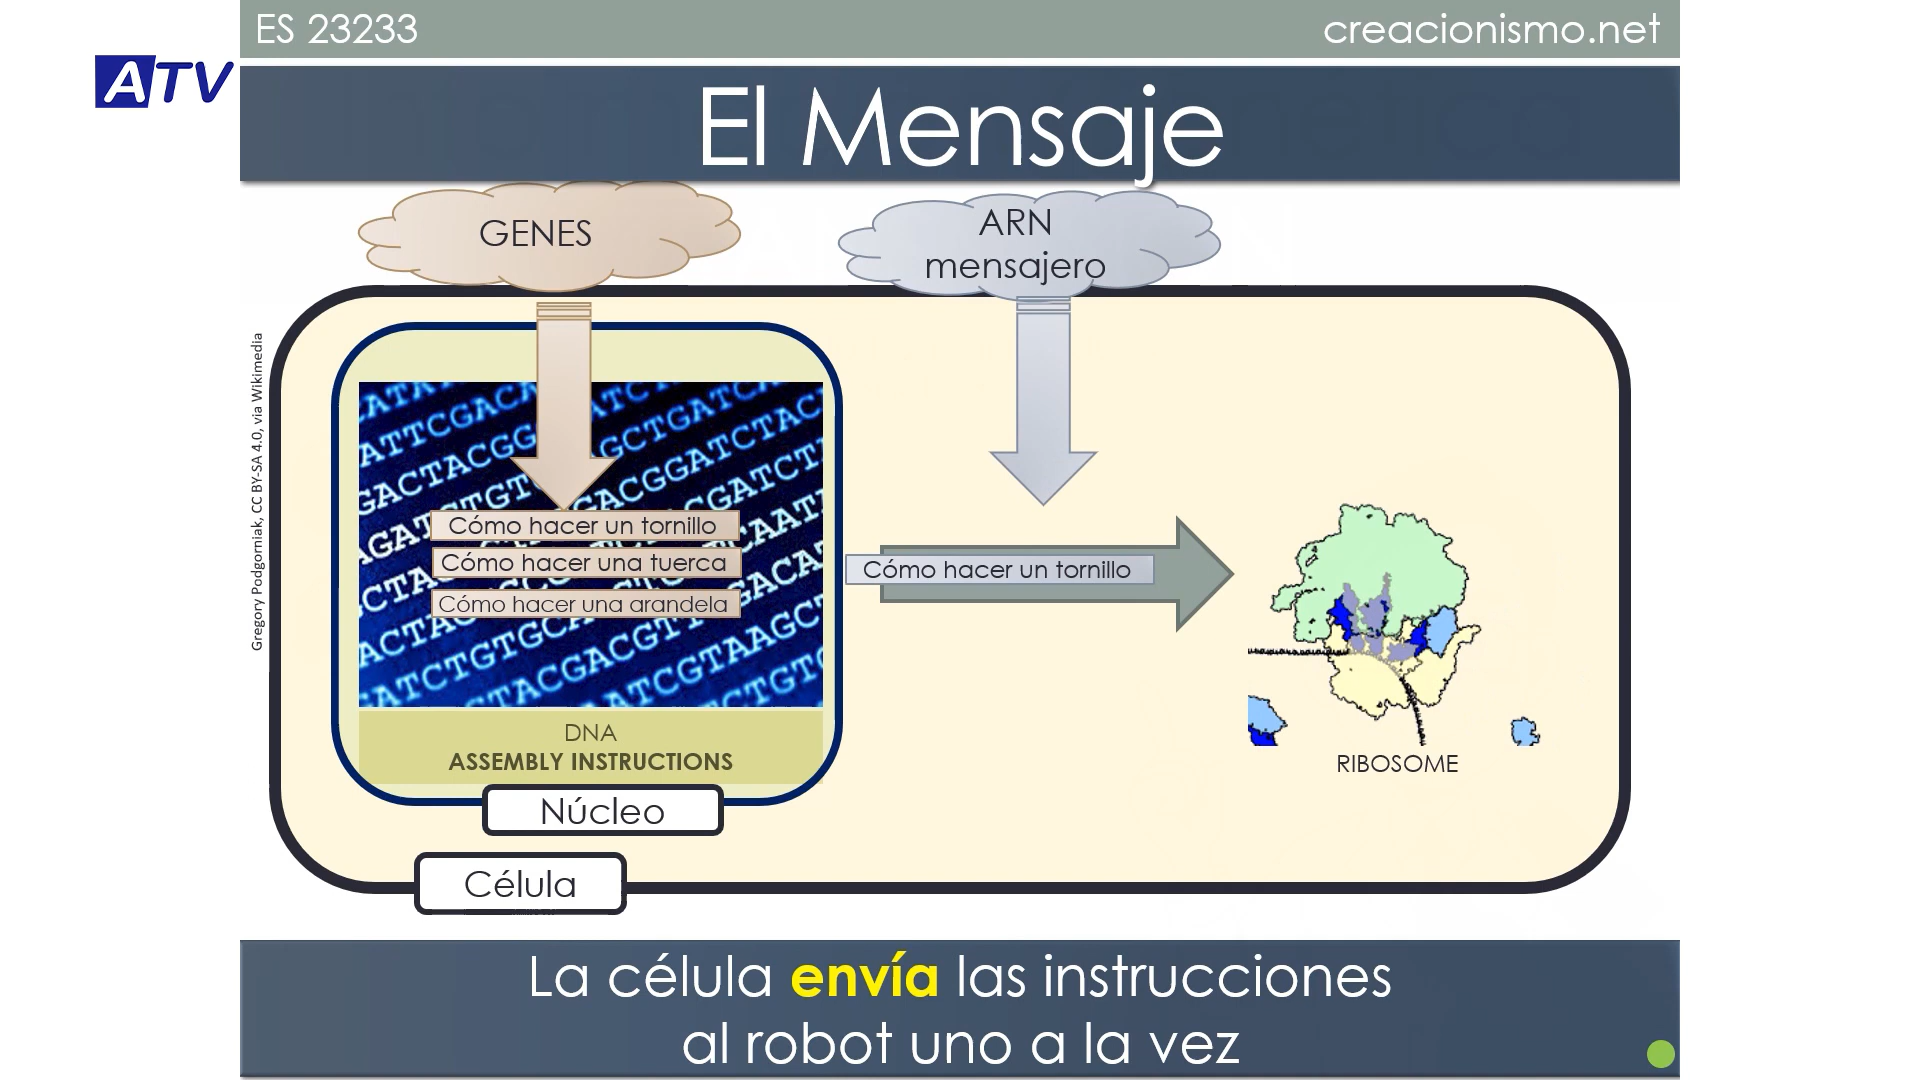 ES 23233
creacionismo.net
ATV
El Mensaje
GENES
ARN
mensajero
Gregory Podgorniak, CC BY-SA 4.0, via Wikimedia
Cómo hacer un tornillo
Cómo hacer una tuerca
Cómo hacer una arandela
Cómo hacer un tornillo
DNA
ASSEMBLY INSTRUCTIONS
RIBOSOME
Núcleo
Célula
La célula envía las instrucciones
al robot uno a la vez